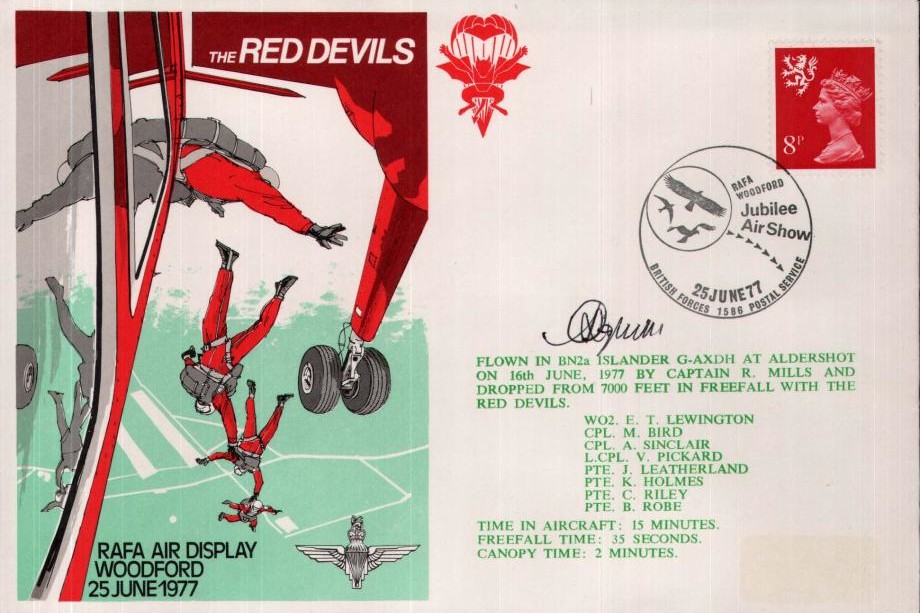 THE RED DEVILS
8P
RAFA
WOODFORD
Jubilee
Air Show
25 JUNE 77
BRITISH FORCES 1586 POSTAL SERVICE
FLOWN IN BN2a ISLANDER G-AXDH AT ALDERSHOT
ON 16th JUNE, 1977 BY CAPTAIN R. MILLS AND
DROPPED FROM 7000 FEET IN FREEFALL WITH THE
RED DEVILS.
WO2. E. T. LEWINGTON
CPL. M. BIRD
CPL. A. SINCLAIR
L.CPL. V. PICKARD
PTE. J. LEATHERLAND
PTE. K. HOLMES
PTE. C. RILEY
PTE. B. ROBE
TIME IN AIRCRAFT: 15 MINUTES.
FREEFALL TIME: 35 SECONDS.
CANOPY TIME: 2 MINUTES.
RAFA AIR DISPLAY
WOODFORD
25 JUNE 1977